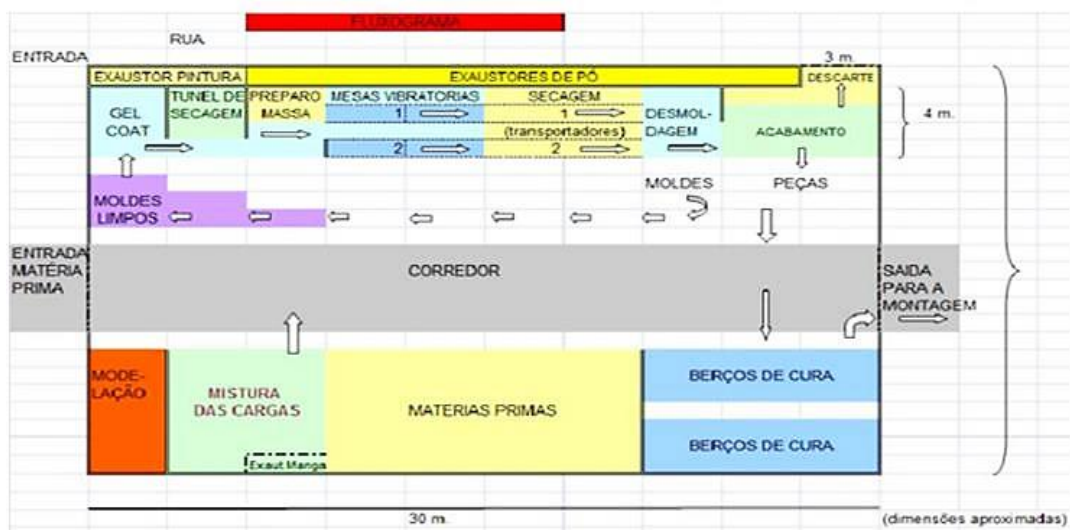 FLUXOGRAMA
RUA
ENTRADA
3 m.
EXAUSTOR PINTURA
EXAUSTORES DE PÓ
DESCARTE
GEL
COAT
TUNEL DE
SECAGEM
PREPARO
MASSA
MESAS VIBRATORIAS
1
2
SECAGEM
1
(transportadores)
2
DESMOL-
DAGEM
ACABAMENTO
4 m.
MOLDES
PEÇAS
MOLDES
LIMPOS
ENTRADA
MATÉRIA
PRIMA
CORREDOR
SAIDA
PARA A
MONTAGEM
MODE-
LAÇÃO
MISTURA
DAS CARGAS
Exaut Manga
MATERIAS PRIMAS
BERÇOS DE CURA
BERÇOS DE CURA
30 m.
(dimensões aproximadas)